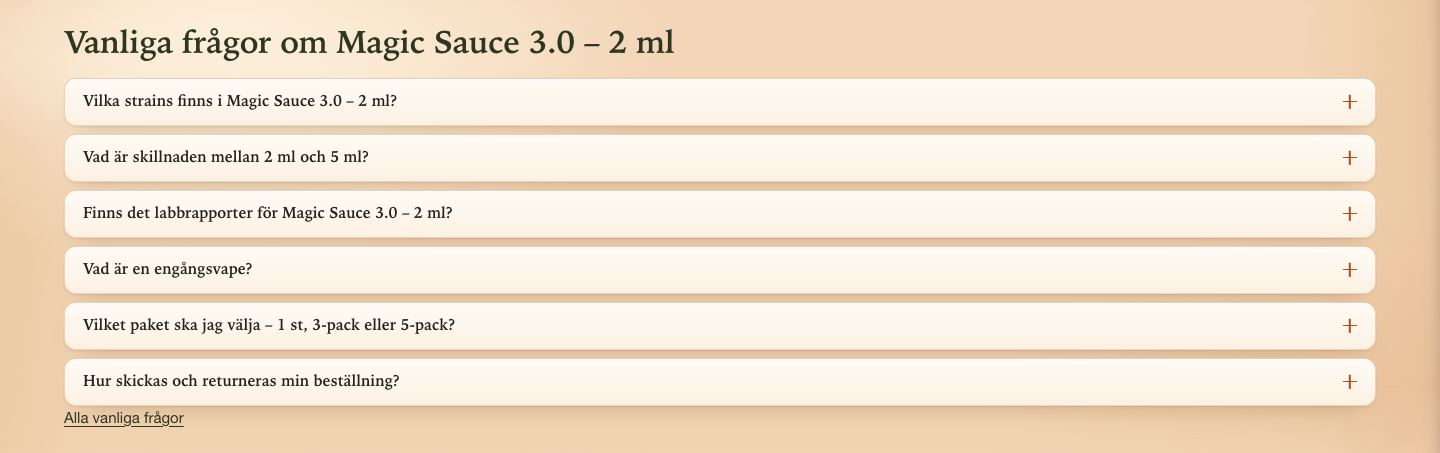 Vanliga frågor om Magic Sauce 3.0 – 2 ml
Vilka strains finns i Magic Sauce 3.0 – 2 ml?
Vad är skillnaden mellan 2 ml och 5 ml?
Finns det labbrapporter för Magic Sauce 3.0 – 2 ml?
Vad är en engångsvape?
Vilket paket ska jag välja – 1 st, 3-pack eller 5-pack?
Hur skickas och returneras min beställning?
Alla vanliga frågor